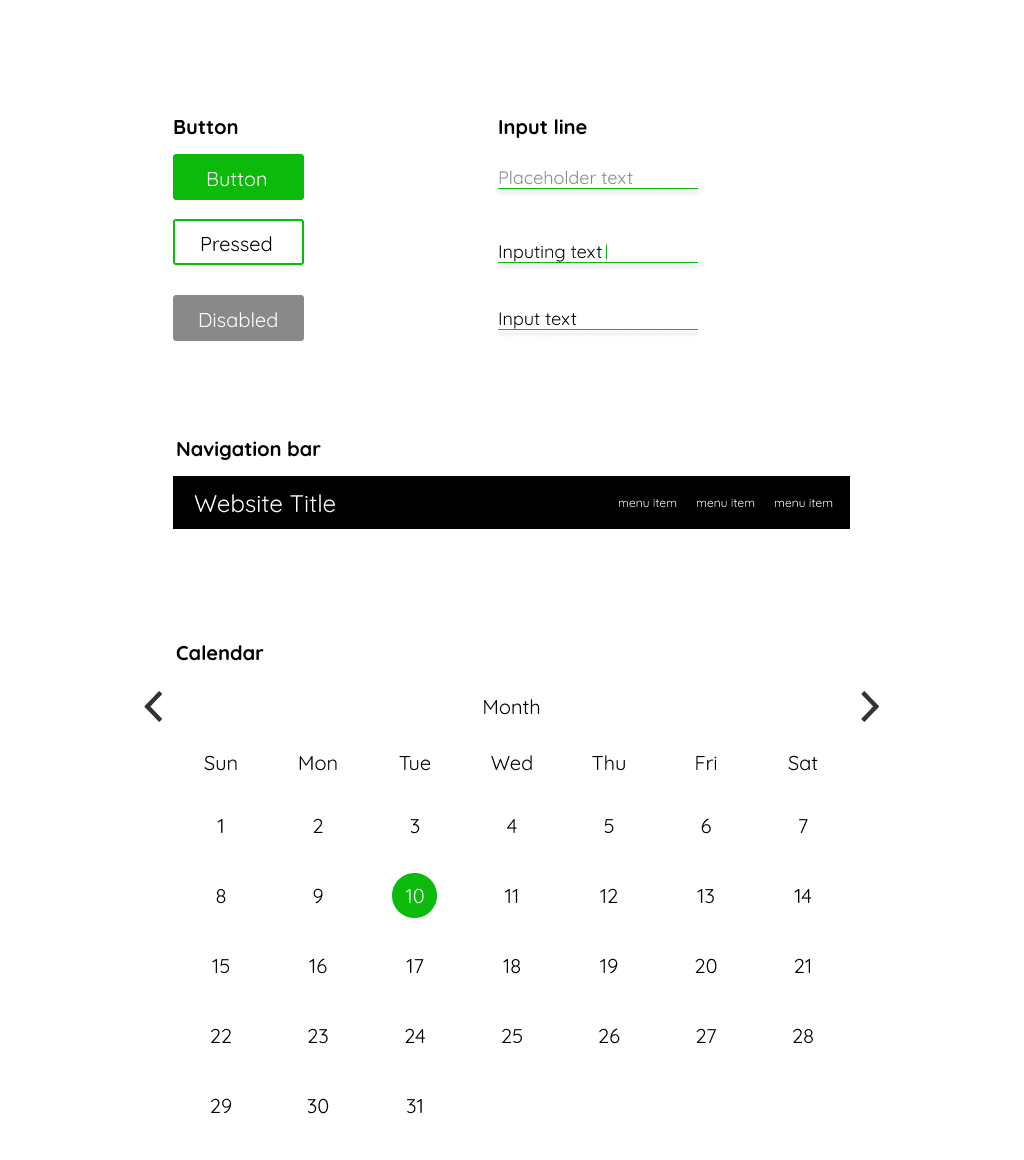 Button
Button
Pressed
Disabled
Input line
Placeholder text
Inputing text
Input text
Navigation bar
Website Title menu item menu item menu item
Calendar
Month
Sun Mon Tue Wed Thu Fri Sat
1 2 3 4 5 6 7
8 9 10 11 12 13 14
15 16 17 18 19 20 21
22 23 24 25 26 27 28
29 30 31